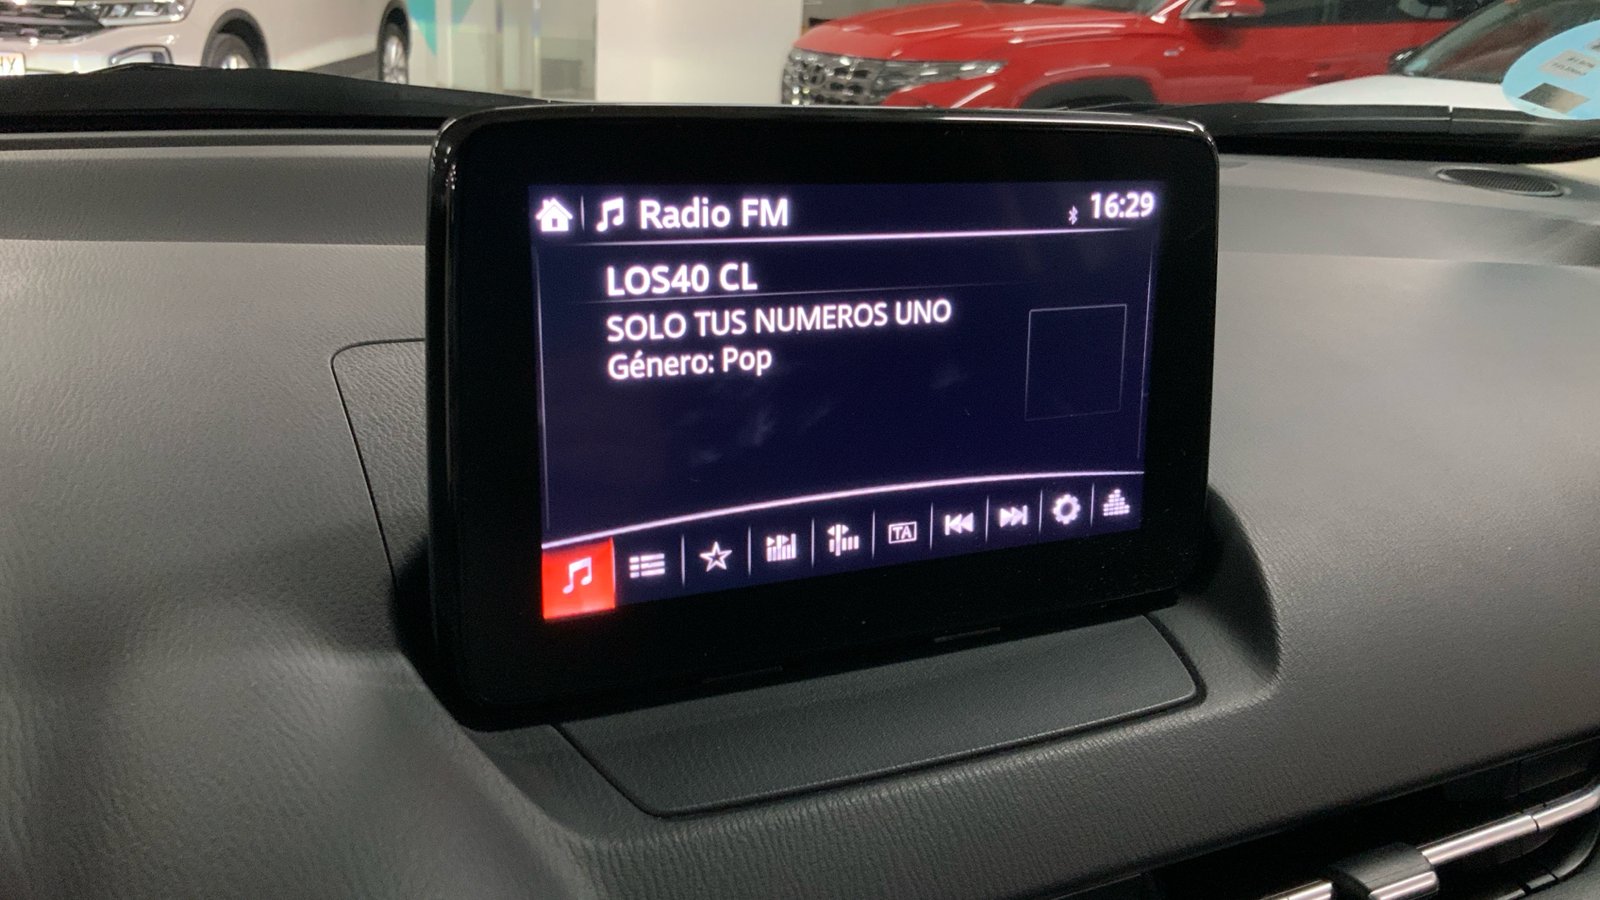 Radio FM
16:29
LOS40 CL
SOLO TUS NUMEROS UNO
Género: Pop
TA